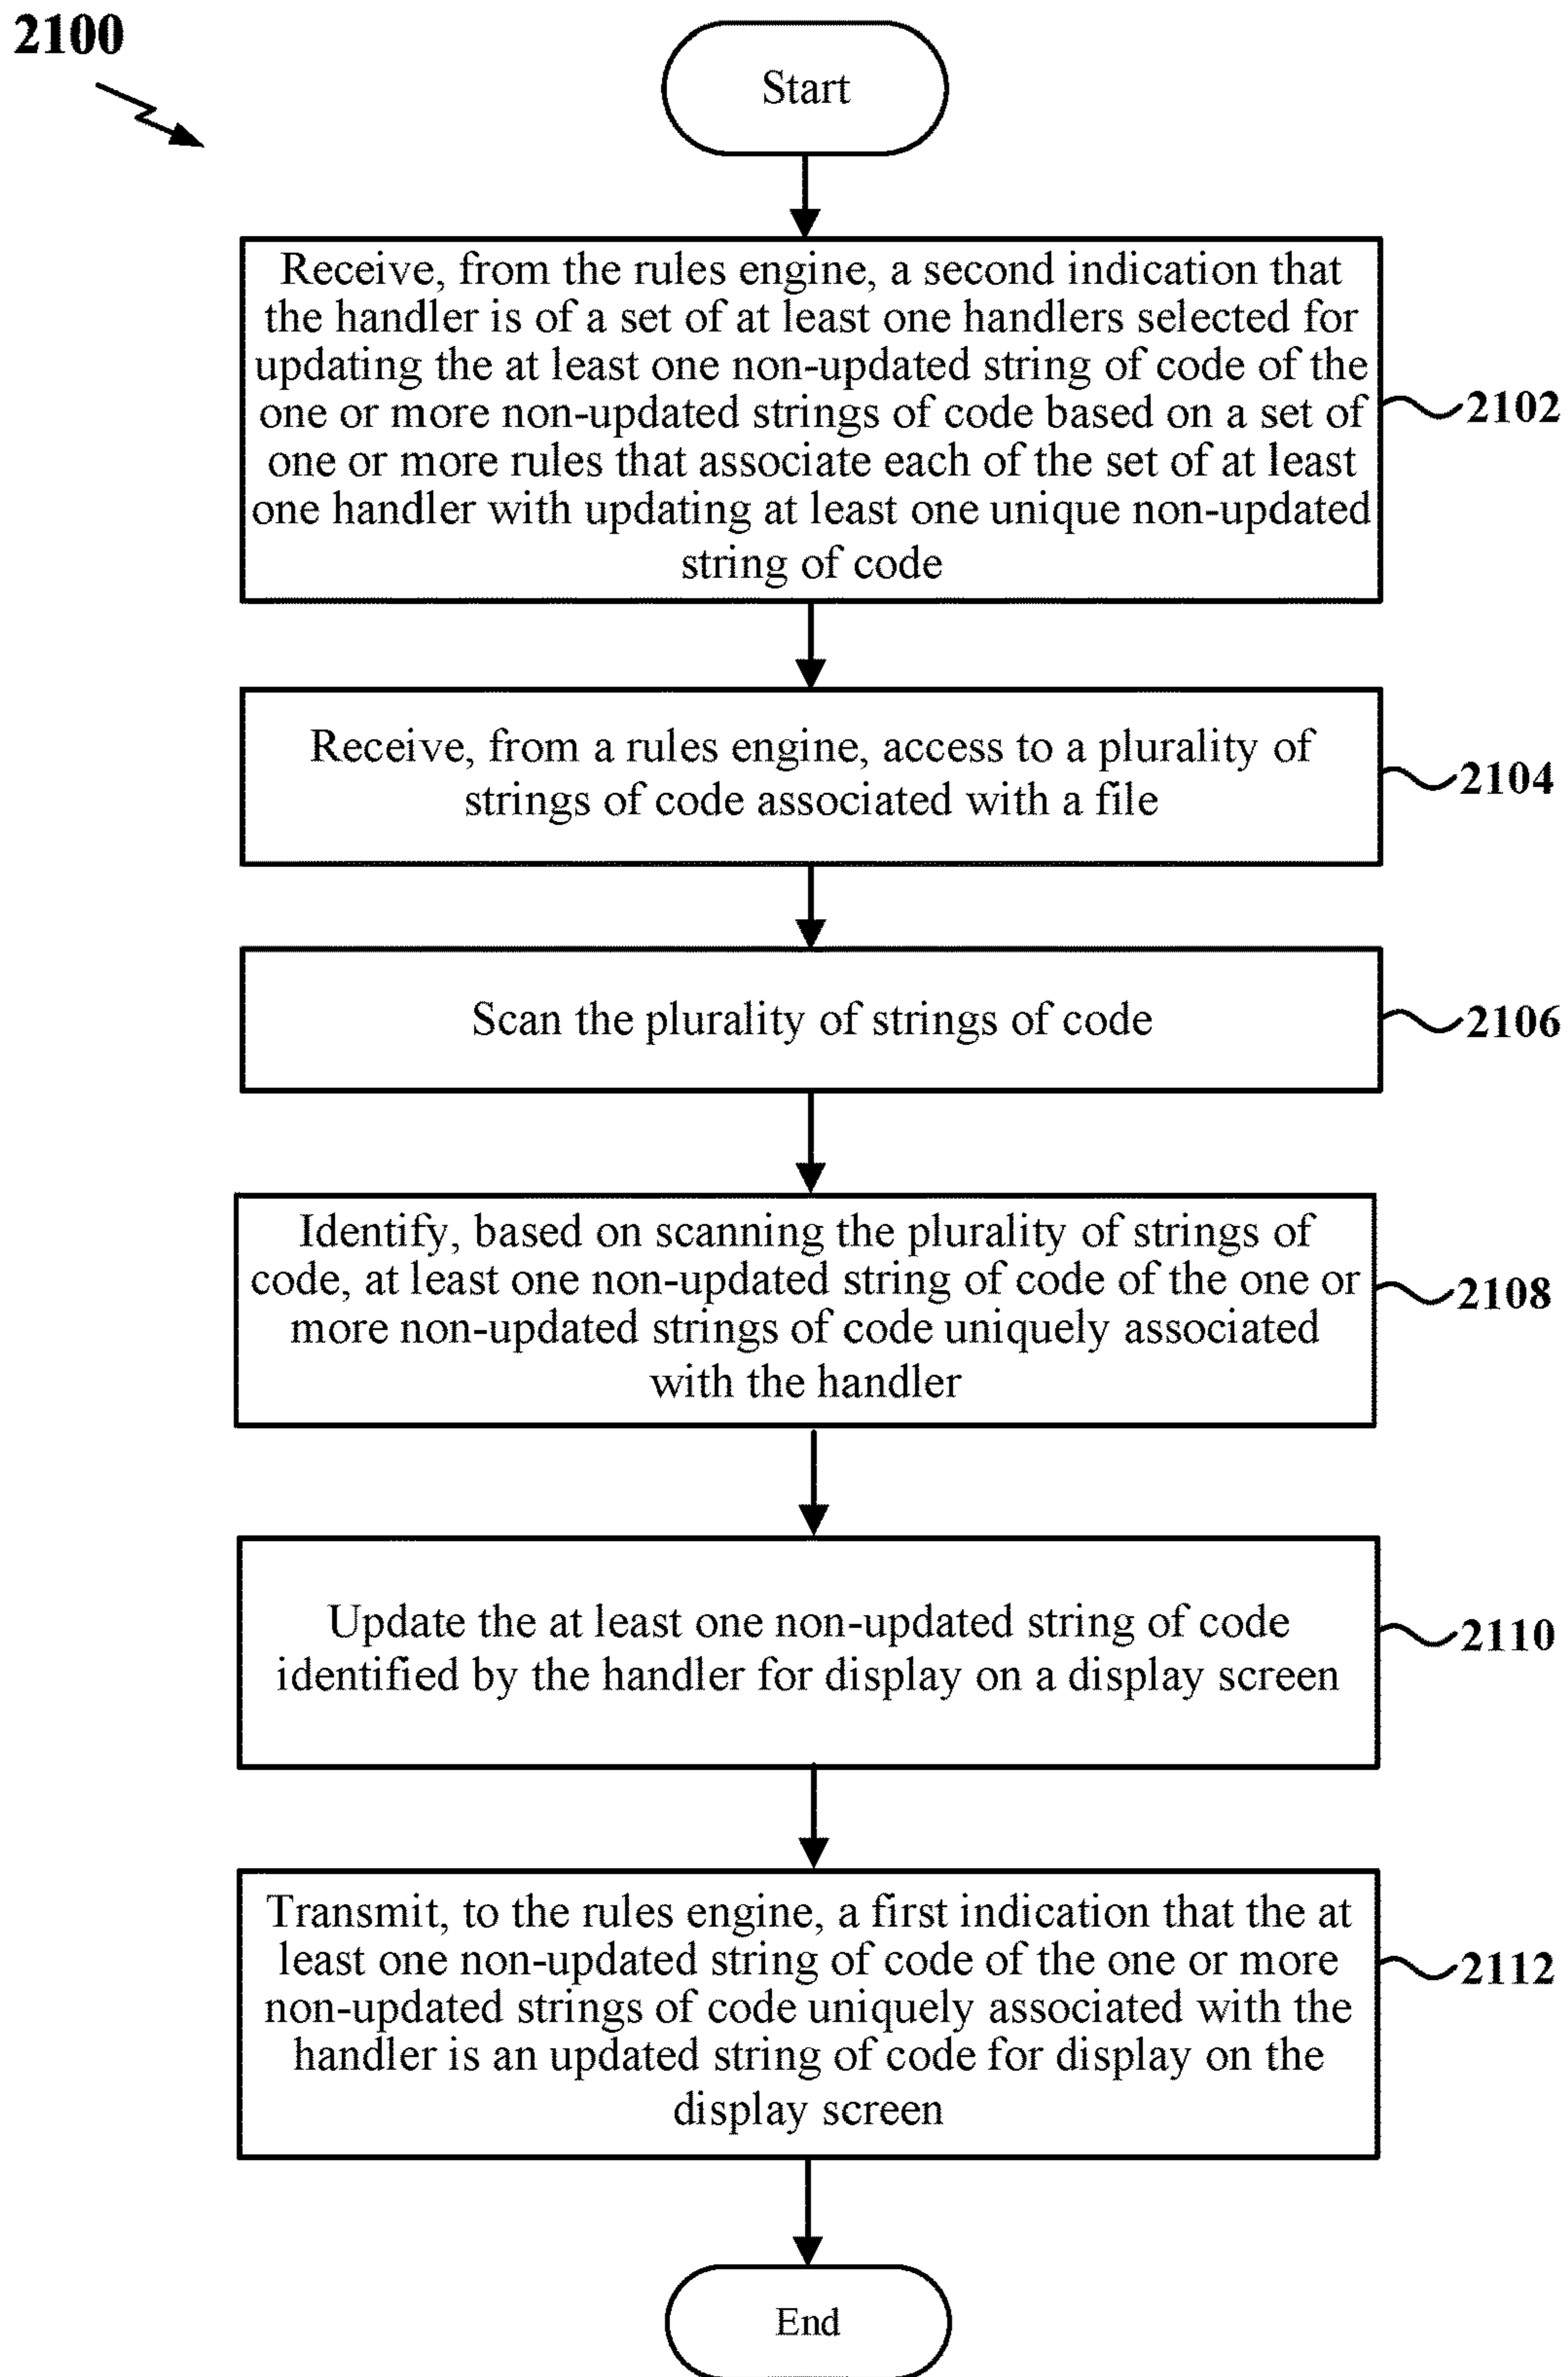 2100
Start
Receive, from the rules engine, a second indication that
the handler is of a set of at least one handlers selected for
updating the at least one non-updated string of code of the
one or more non-updated strings of code based on a set of
one or more rules that associate each of the set of at least
one handler with updating at least one unique non-updated
string of code
2102
Receive, from a rules engine, access to a plurality of
strings of code associated with a file
2104
Scan the plurality of strings of code
2106
Identify, based on scanning the plurality of strings of
code, at least one non-updated string of code of the one or
more non-updated strings of code uniquely associated
with the handler
2108
Update the at least one non-updated string of code
identified by the handler for display on a display screen
2110
Transmit, to the rules engine, a first indication that the at
least one non-updated string of code of the one or more
non-updated strings of code uniquely associated with the
handler is an updated string of code for display on the
display screen
2112
End